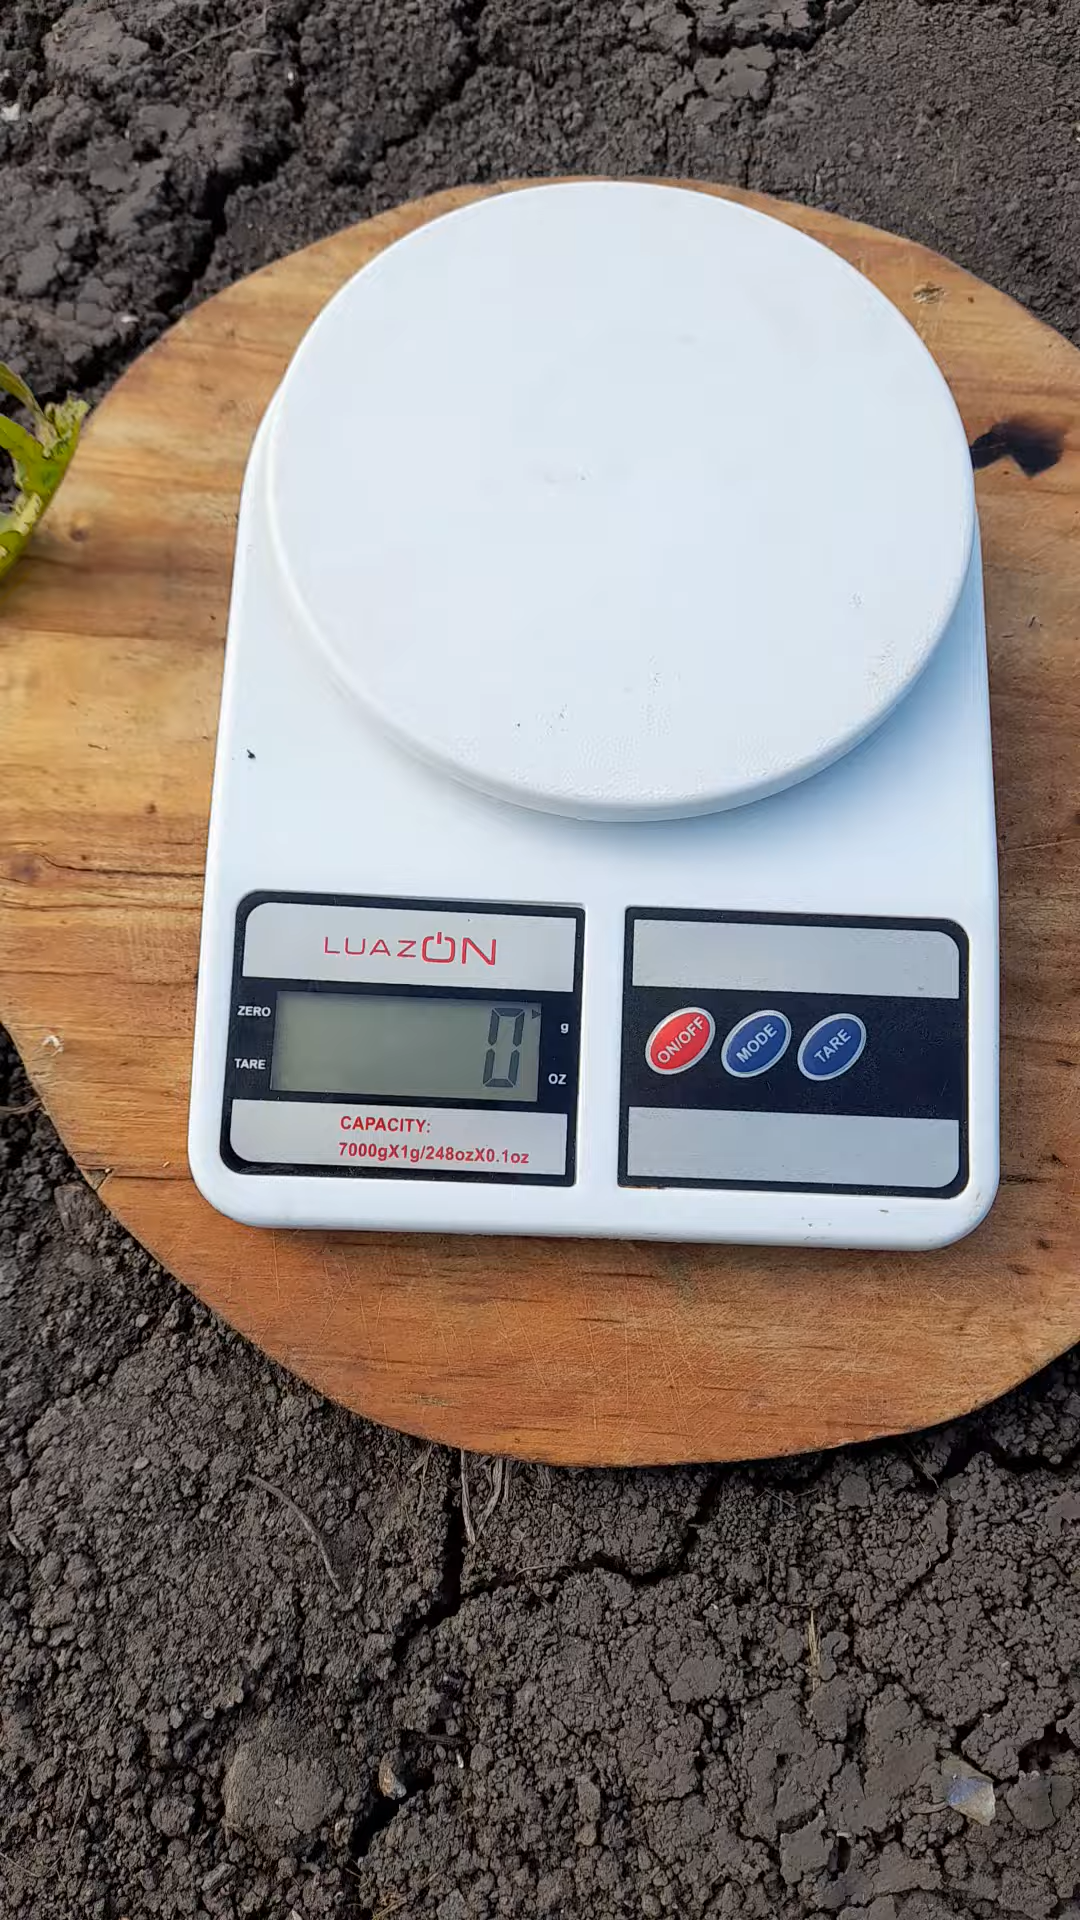 LUAZON
ZERO
0
g
TARE
OZ
CAPACITY:
7000gX1g/248ozX0.1oz
ON/OFF
MODE
TARE